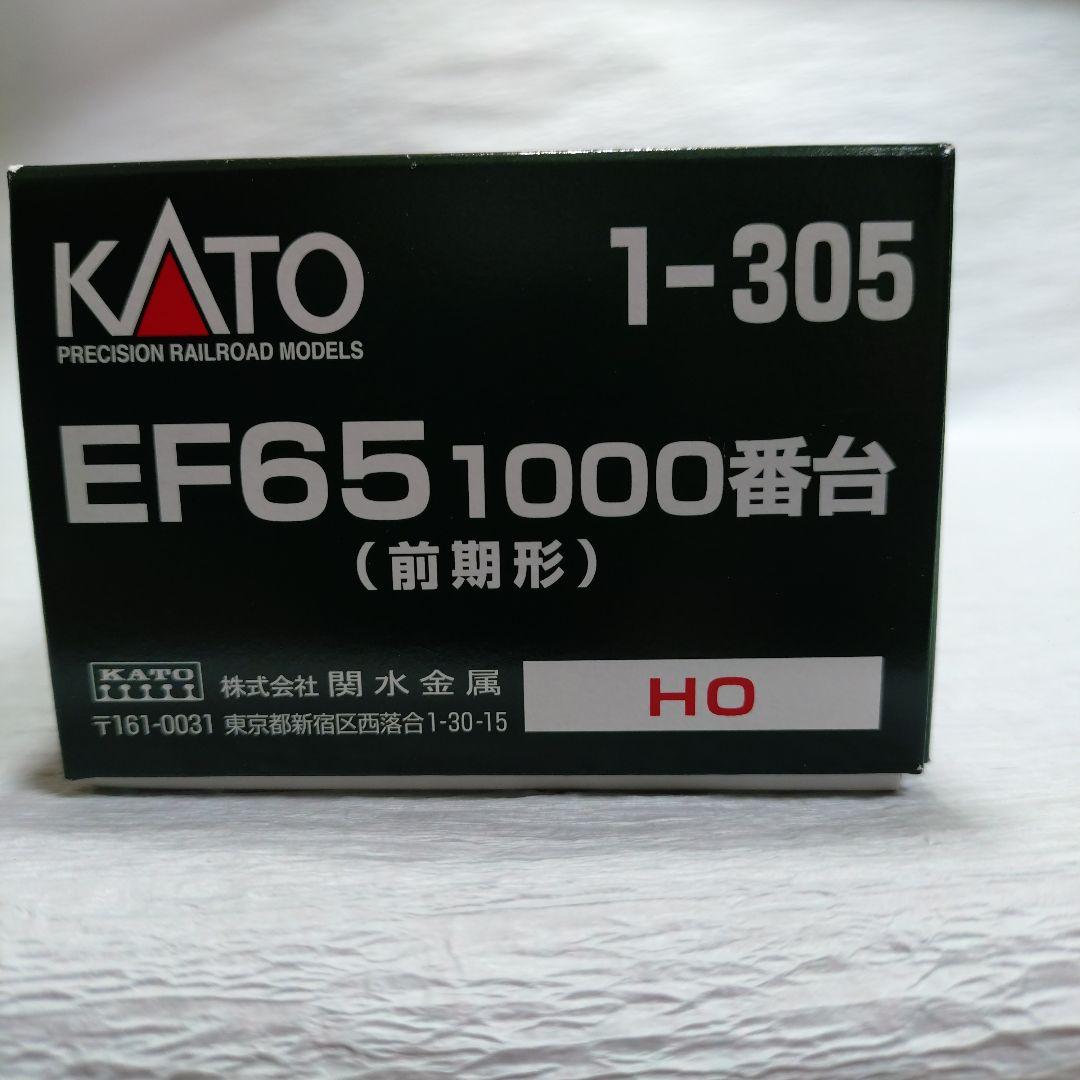 KATO 1-305
PRECISION RAILROAD MODELS
EF65 1000番台
（前期形）
KATO 株式会社 関水金属
〒161-0031 東京都新宿区西落合1-30-15
HO